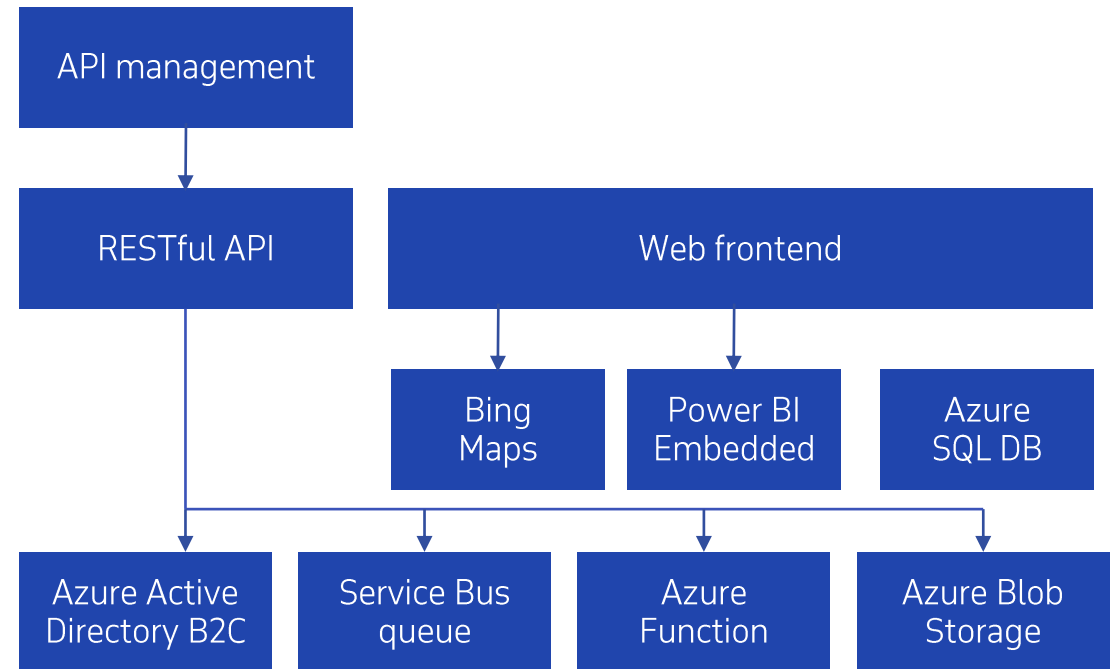 API management
RESTful API
Web frontend
Bing
Maps
Power BI
Embedded
Azure
SQL DB
Azure Active
Directory B2C
Service Bus
queue
Azure
Function
Azure Blob
Storage